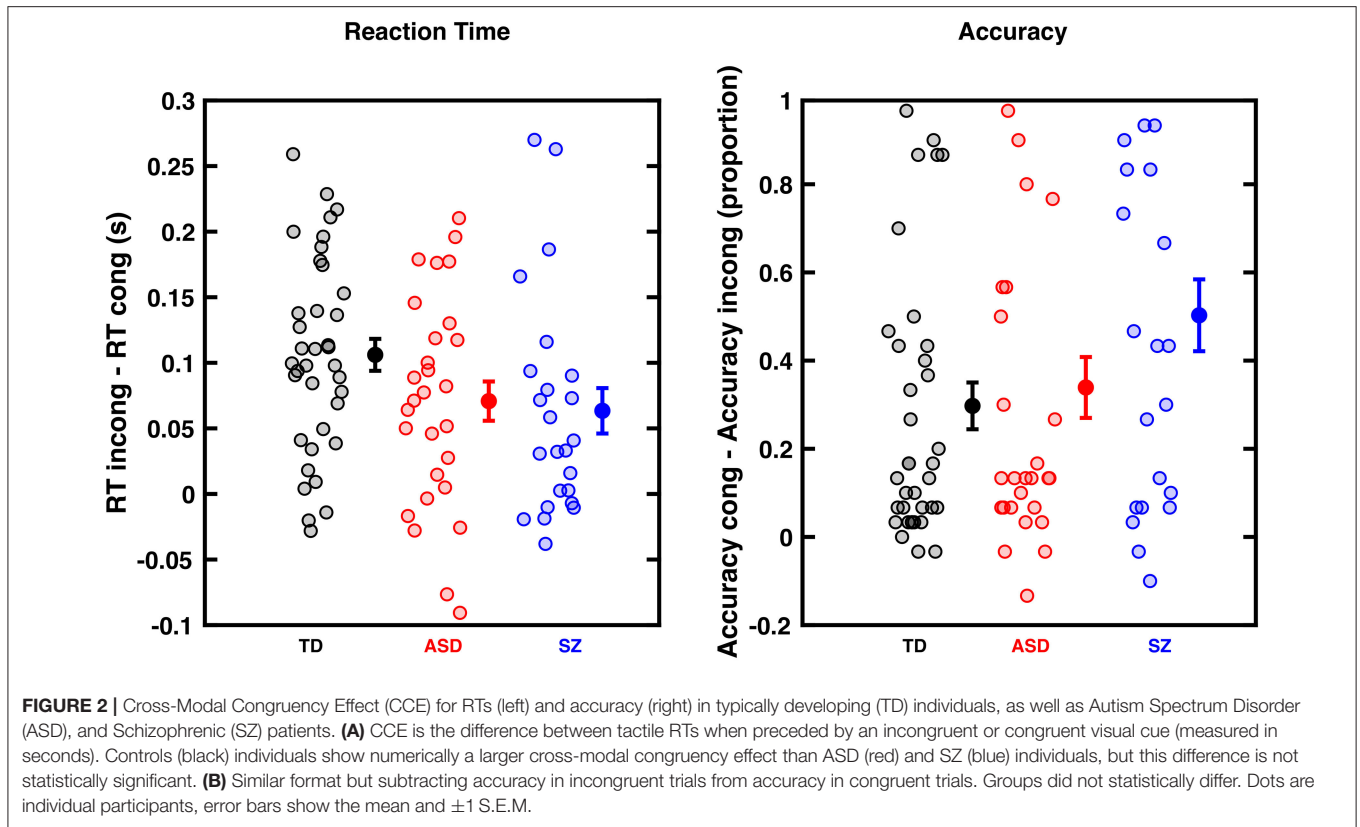 Reaction Time
Accuracy
RT incong - RT cong (s)
0.3
0.25
0.2
0.15
0.1
0.05
0
-0.05
-0.1
TD
ASD
SZ
Accuracy cong - Accuracy incong (proportion)
1
0.8
0.6
0.4
0.2
0
-0.2
TD
ASD
SZ
FIGURE 2 | Cross-Modal Congruency Effect (CCE) for RTs (left) and accuracy (right) in typically developing (TD) individuals, as well as Autism Spectrum Disorder
(ASD), and Schizophrenic (SZ) patients. (A) CCE is the difference between tactile RTs when preceded by an incongruent or congruent visual cue (measured in
seconds). Controls (black) individuals show numerically a larger cross-modal congruency effect than ASD (red) and SZ (blue) individuals, but this difference is not
statistically significant. (B) Similar format but subtracting accuracy in incongruent trials from accuracy in congruent trials. Groups did not statistically differ. Dots are
individual participants, error bars show the mean and ±1 S.E.M.